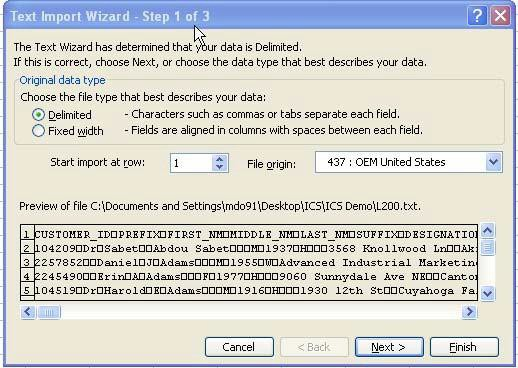 Text Import Wizard - Step 1 of 3
The Text Wizard has determined that your data is Delimited.
If this is correct, choose Next, or choose the data type that best describes your data.
Original data type
Choose the file type that best describes your data:
Delimited - Characters such as commas or tabs separate each field.
Fixed width - Fields are aligned in columns with spaces between each field.
Start import at row: 1 File origin: 437 : OEM United States
Preview of file C:\Documents and Settings\mdo91\Desktop\ICS\ICS Demo\L200.txt.
1 CUSTOMER_ID□PREFIX□FIRST_NM□MIDDLE_NM□LAST_NM□SUFFIX□DESIGNATION
2 104209□Dr□Sabet□Abdou Sabet□□□M□1937□H□□□3568 Knollwood Ln□□Akr
3 2257852□□Daniel□J□Adams□□□M□1955□W□Advanced Industrial Marketing
4 2245490□□Erin□A□Adams□□□F□1977□H□□□9060 Sunnydale Ave NE□□Canton
5 104519□Dr□Harold□E□Adams□□□M□1916□H□□□1930 12th St□□Cuyahoga Fa
Cancel < Back Next > Finish